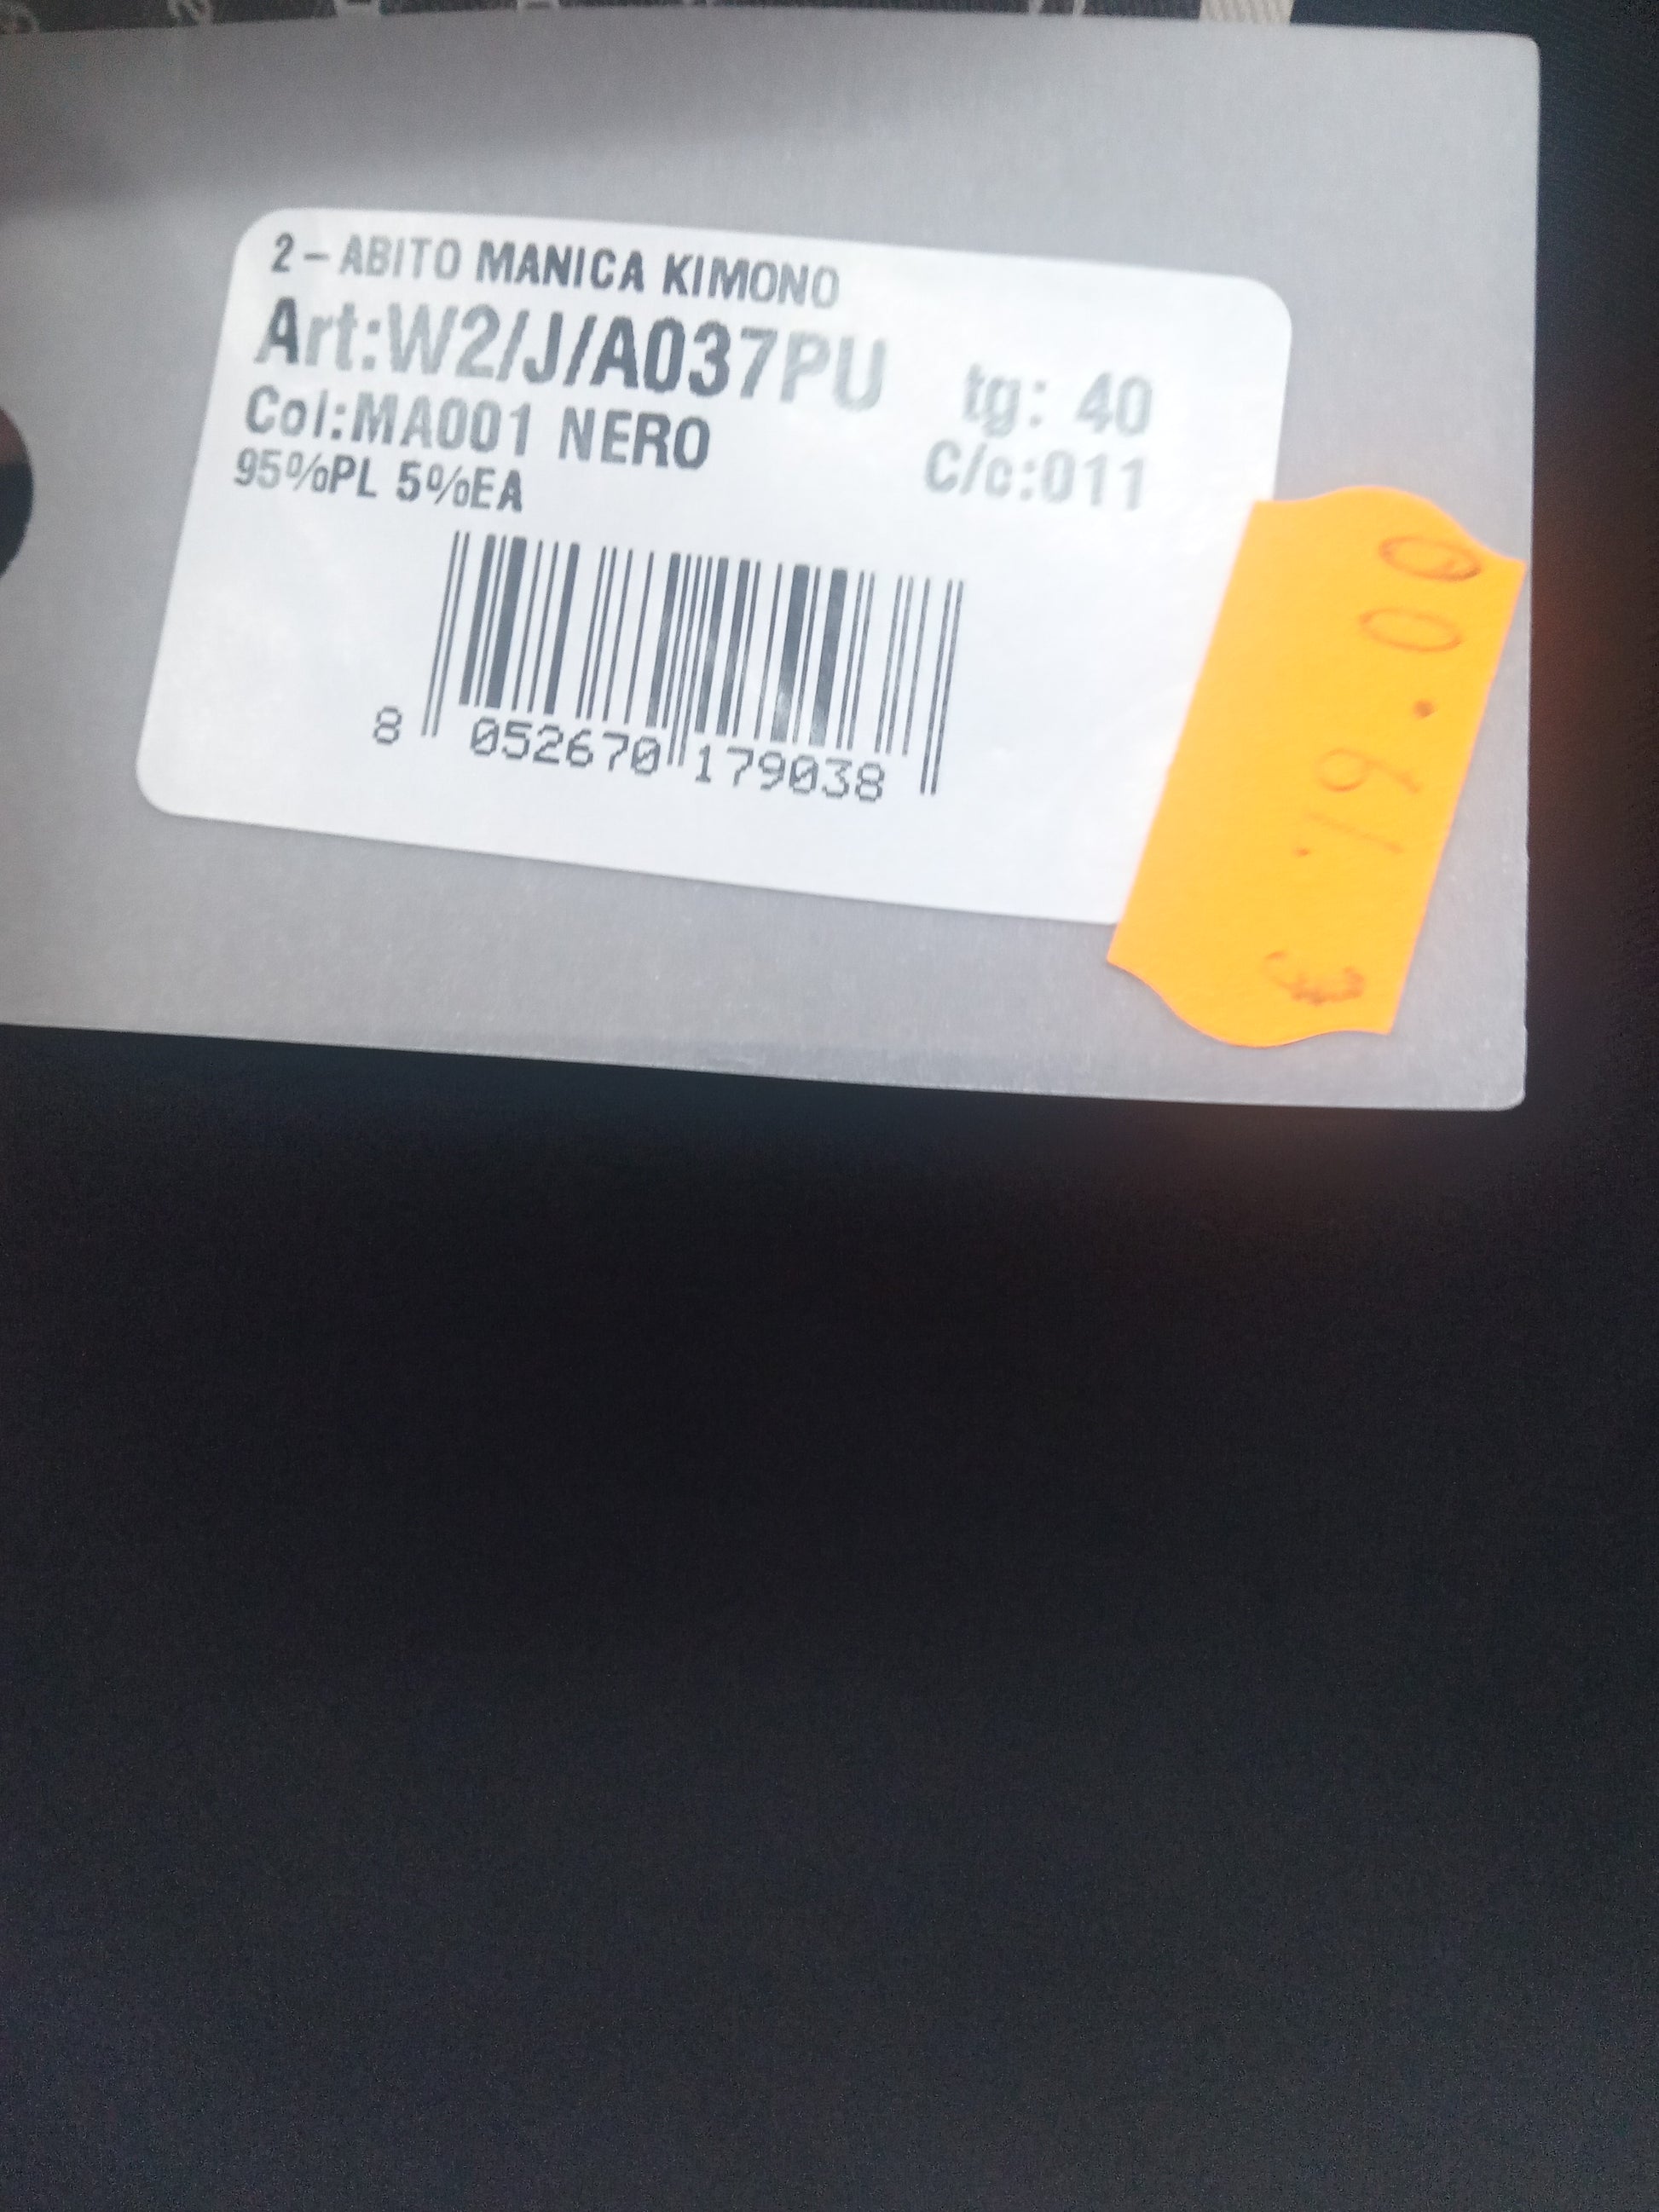 2 - ABITO MANICA KIMONO
Art:W2/J/A037PU
tg: 40
Col:MA001 NERO
C/c:011
95%PL 5%EA
8 052670 179038
€ 19.00